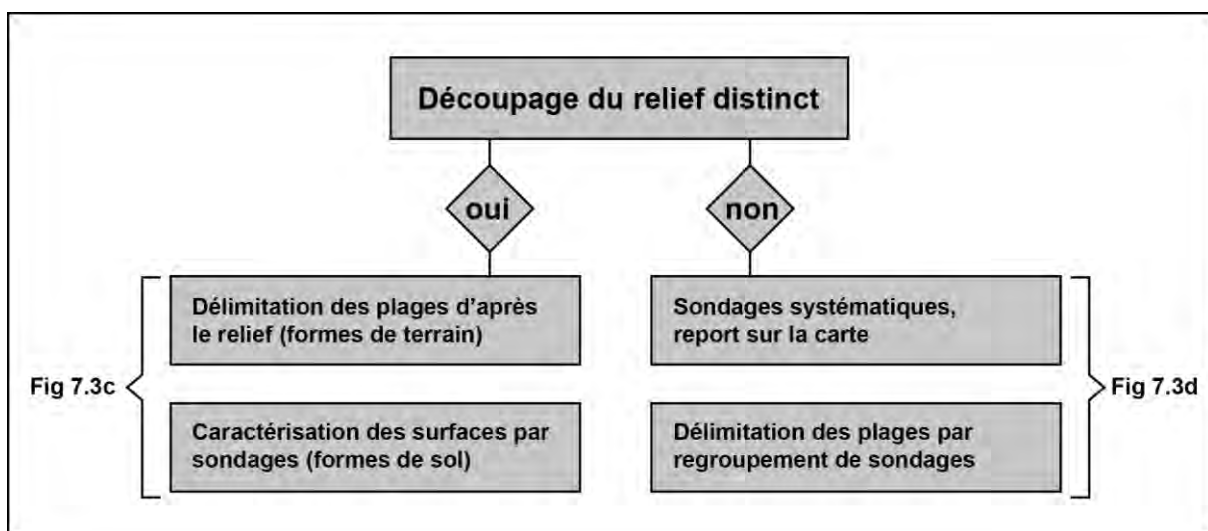 Découpage du relief distinct
oui
non
Délimitation des plages d'après
le relief (formes de terrain)
Sondages systématiques,
report sur la carte
Fig 7.3c
Fig 7.3d
Caractérisation des surfaces par
sondages (formes de sol)
Délimitation des plages par
regroupement de sondages